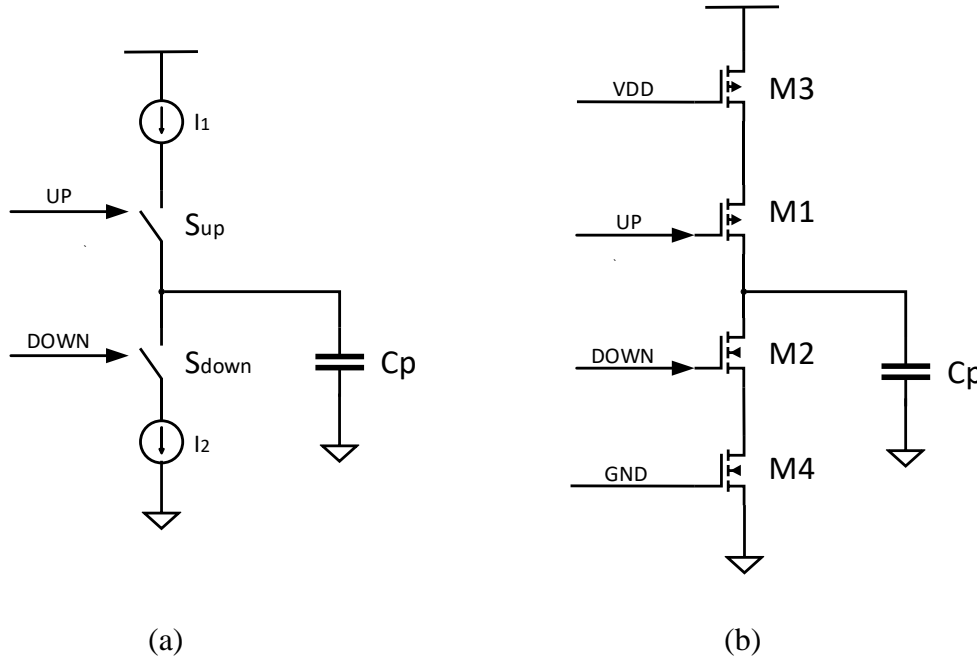 I1
UP
Sup
DOWN
Sdown
Cp
I2
(a)
VDD
M3
UP
M1
DOWN
M2
Cp
GND
M4
(b)